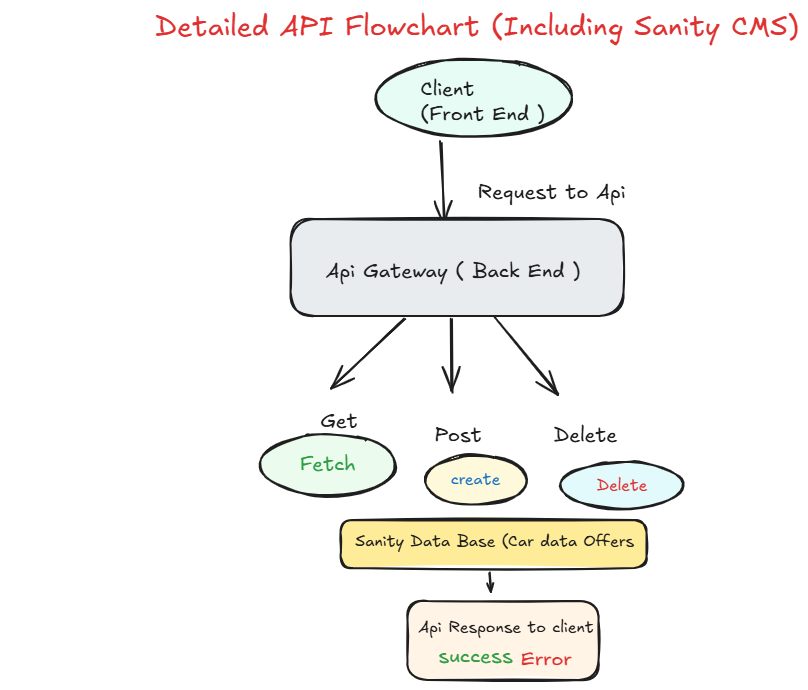 Detailed API Flowchart (Including Sanity CMS)
Client
(Front End )
Request to Api
Api Gateway ( Back End )
Get
Post
Delete
Fetch
create
Delete
Sanity Data Base (Car data Offers
Api Response to client
success Error